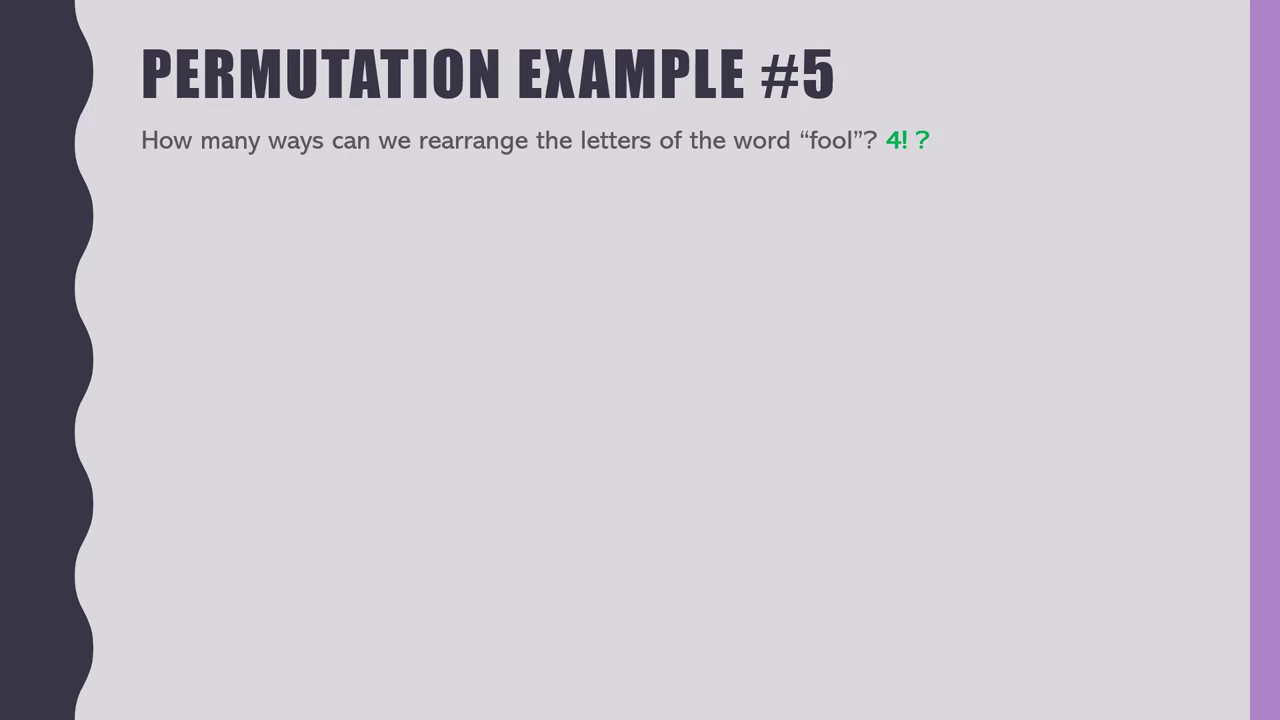 PERMUTATION EXAMPLE #5
How many ways can we rearrange the letters of the word “fool”? 4! ?